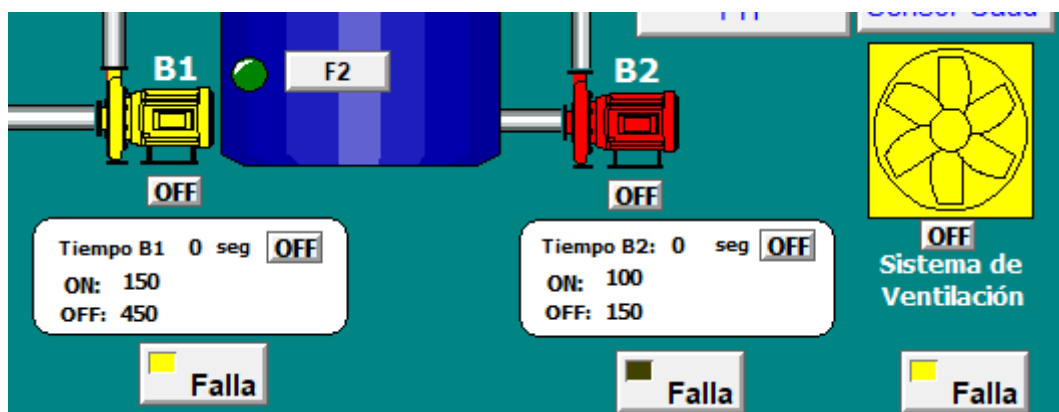 B1
F2
B2
OFF
OFF
OFF
Sistema de
Ventilación
Tiempo B1 0 seg OFF
ON: 150
OFF: 450
Tiempo B2: 0 seg OFF
ON: 100
OFF: 150
Falla
Falla
Falla